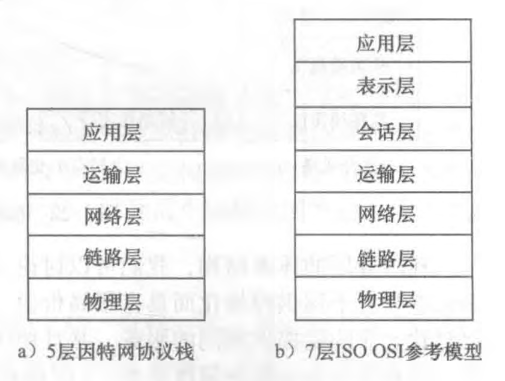 应用层
运输层
网络层
链路层
物理层
a）5层因特网协议栈
应用层
表示层
会话层
运输层
网络层
链路层
物理层
b）7层ISO OSI参考模型